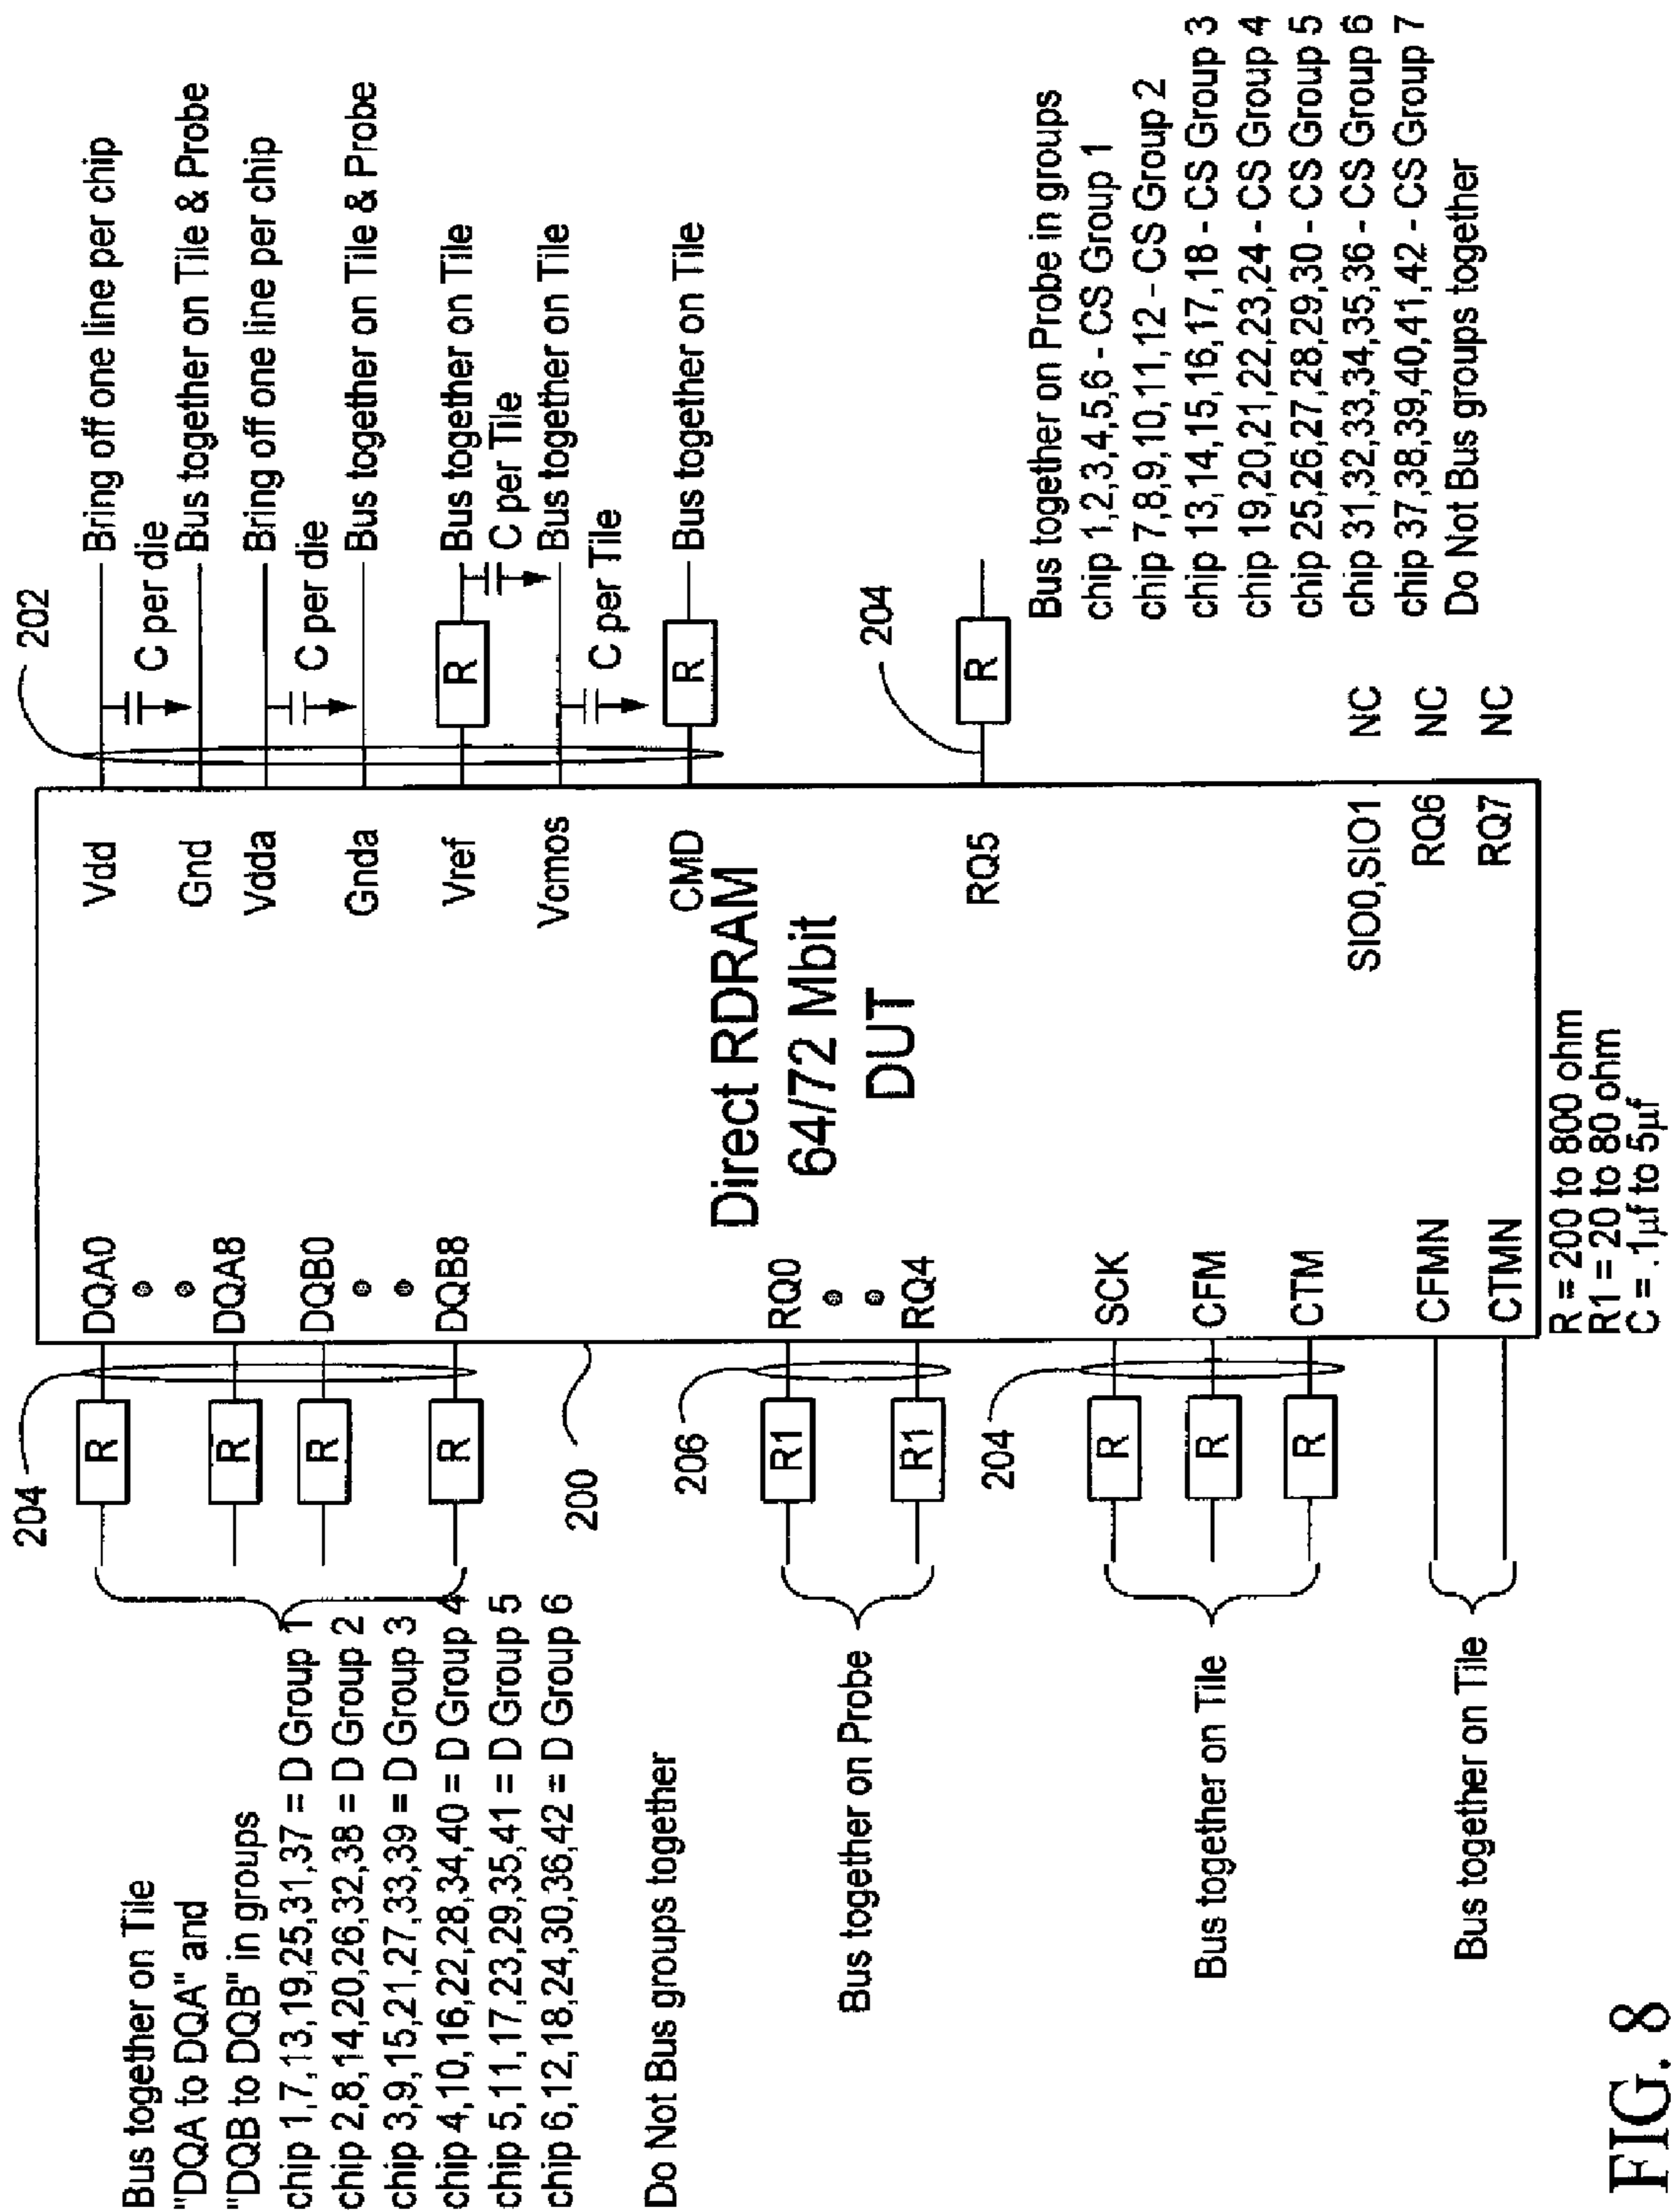 Bus together on Tile
"DQA to DQA" and
"DQB to DQB" in groups
chip 1,7,13,19,25,31,37 = D Group 1
chip 2,8,14,20,26,32,38 = D Group 2
chip 3,9,15,21,27,33,39 = D Group 3
chip 4,10,16,22,28,34,40 = D Group 4
chip 5,11,17,23,29,35,41 = D Group 5
chip 6,12,18,24,30,36,42 = D Group 6
Do Not Bus groups together
Bus together on Probe
Bus together on Tile
Bus together on Tile
204
R
R
R
R
200
206
R1
R1
204
R
R
R
DQA0
DQA8
DQB0
DQB8
RQ0
RQ4
SCK
CFM
CTM
CFMN
CTMN
Direct RDRAM
64/72 Mbit
DUT
Vdd
Gnd
Vdda
Gnda
Vref
Vcmos
CMD
RQ5
SIO0,SIO1
RQ6
RQ7
NC
NC
NC
202
Bring off one line per chip
C per die
Bus together on Tile & Probe
Bring off one line per chip
C per die
Bus together on Tile & Probe
R
Bus together on Tile
C per Tile
Bus together on Tile
C per Tile
R
Bus together on Tile
204
R
Bus together on Probe in groups
chip 1,2,3,4,5,6 - CS Group 1
chip 7,8,9,10,11,12 - CS Group 2
chip 13,14,15,16,17,18 - CS Group 3
chip 19,20,21,22,23,24 - CS Group 4
chip 25,26,27,28,29,30 - CS Group 5
chip 31,32,33,34,35,36 - CS Group 6
chip 37,38,39,40,41,42 - CS Group 7
Do Not Bus groups together
R = 200 to 800 ohm
R1 = 20 to 80 ohm
C = .1µf to 5µf
FIG. 8